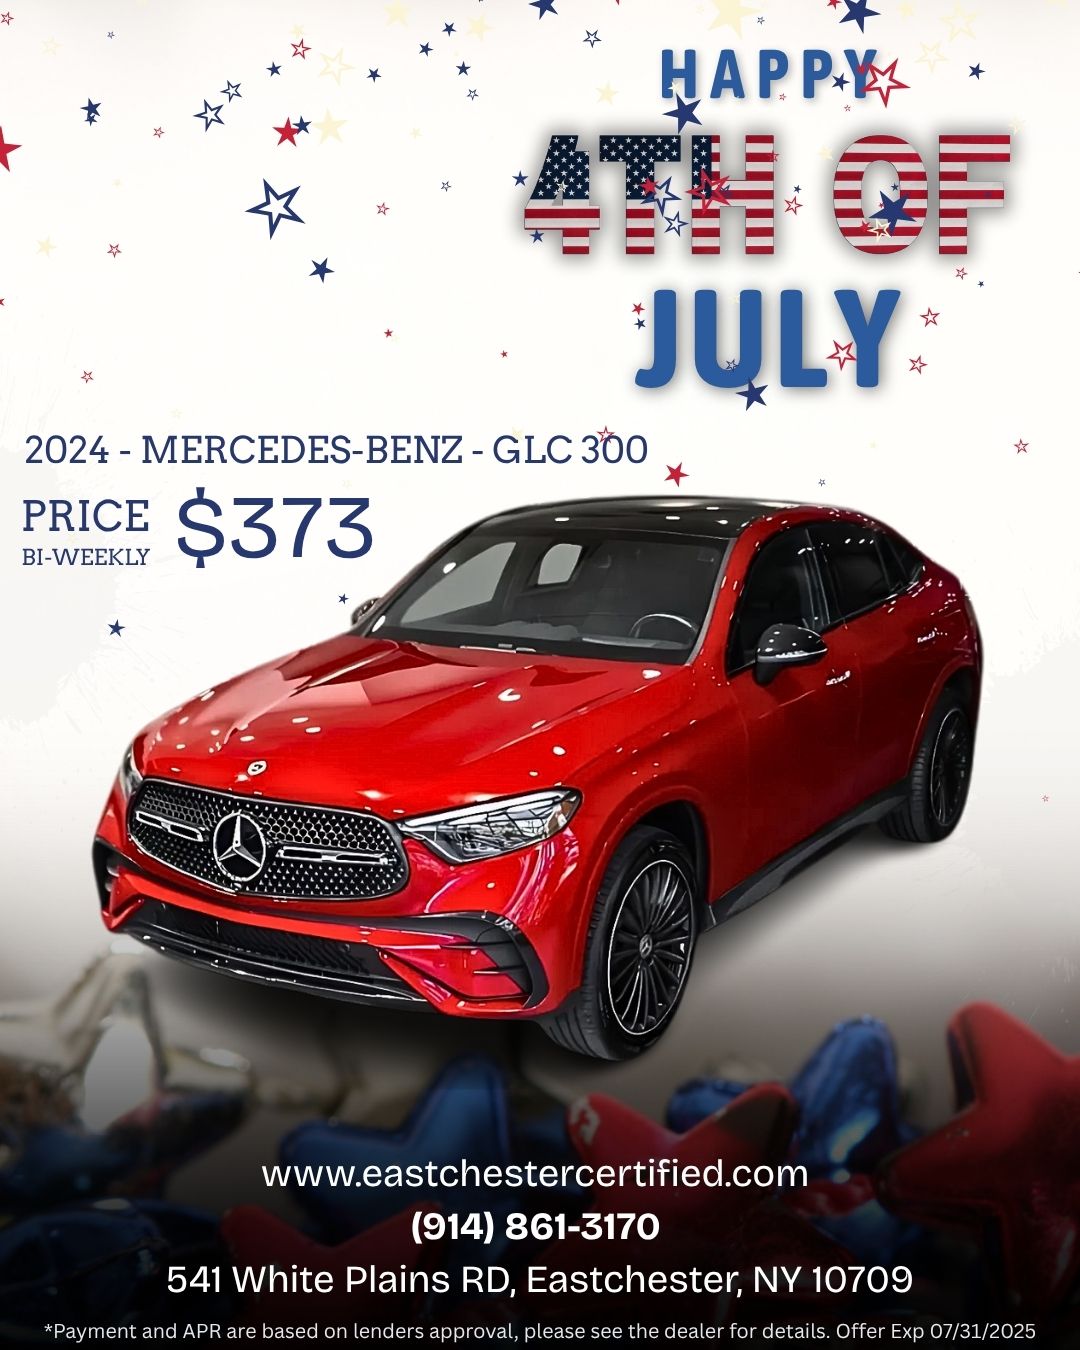 HAPPY
4TH OF
JULY
2024 - MERCEDES-BENZ - GLC 300
PRICE
BI-WEEKLY
$373
www.eastchestercertified.com
(914) 861-3170
541 White Plains RD, Eastchester, NY 10709
*Payment and APR are based on lenders approval, please see the dealer for details. Offer Exp 07/31/2025